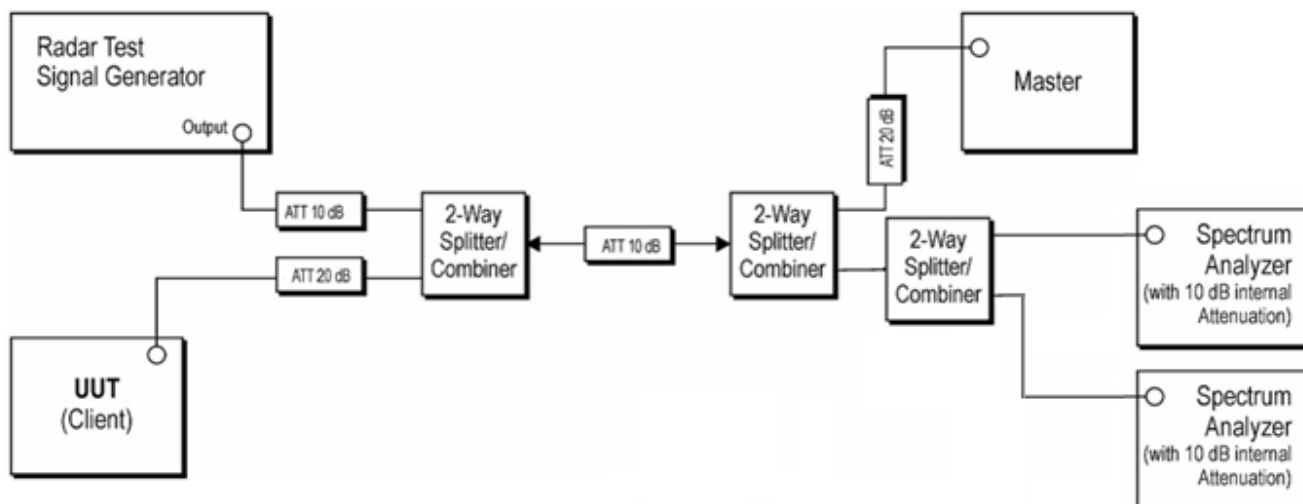 Radar Test
Signal Generator
Output
ATT 10 dB
ATT 20 dB
UUT
(Client)
2-Way
Splitter/
Combiner
ATT 10 dB
2-Way
Splitter/
Combiner
ATT 20 dB
Master
2-Way
Splitter/
Combiner
Spectrum
Analyzer
(with 10 dB internal
Attenuation)
Spectrum
Analyzer
(with 10 dB internal
Attenuation)